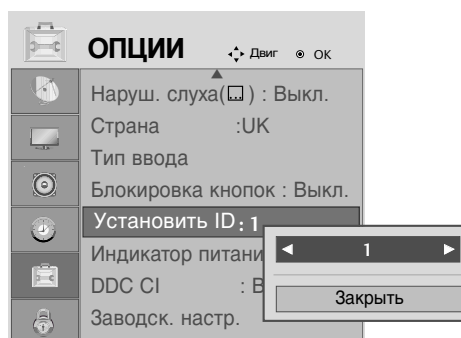 ОПЦИИ Двиг OK
Наруш. слуха( ) : Выкл.
Страна :UK
Тип ввода
Блокировка кнопок : Выкл.
Установить ID : 1
Индикатор питани
1
DDC CI : В
Закрыть
Заводск. настр.